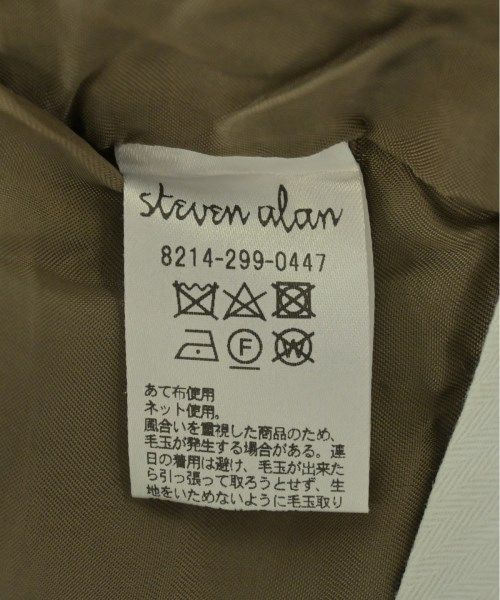 steven alan
8214-299-0447
F
W
あて布使用
ネット使用。
風合いを重視した商品のため、
毛玉が発生する場合がある。連
日の着用は避け、毛玉が出来た
ら引っ張って取ろうとせず、生
地をいためないように毛玉取り